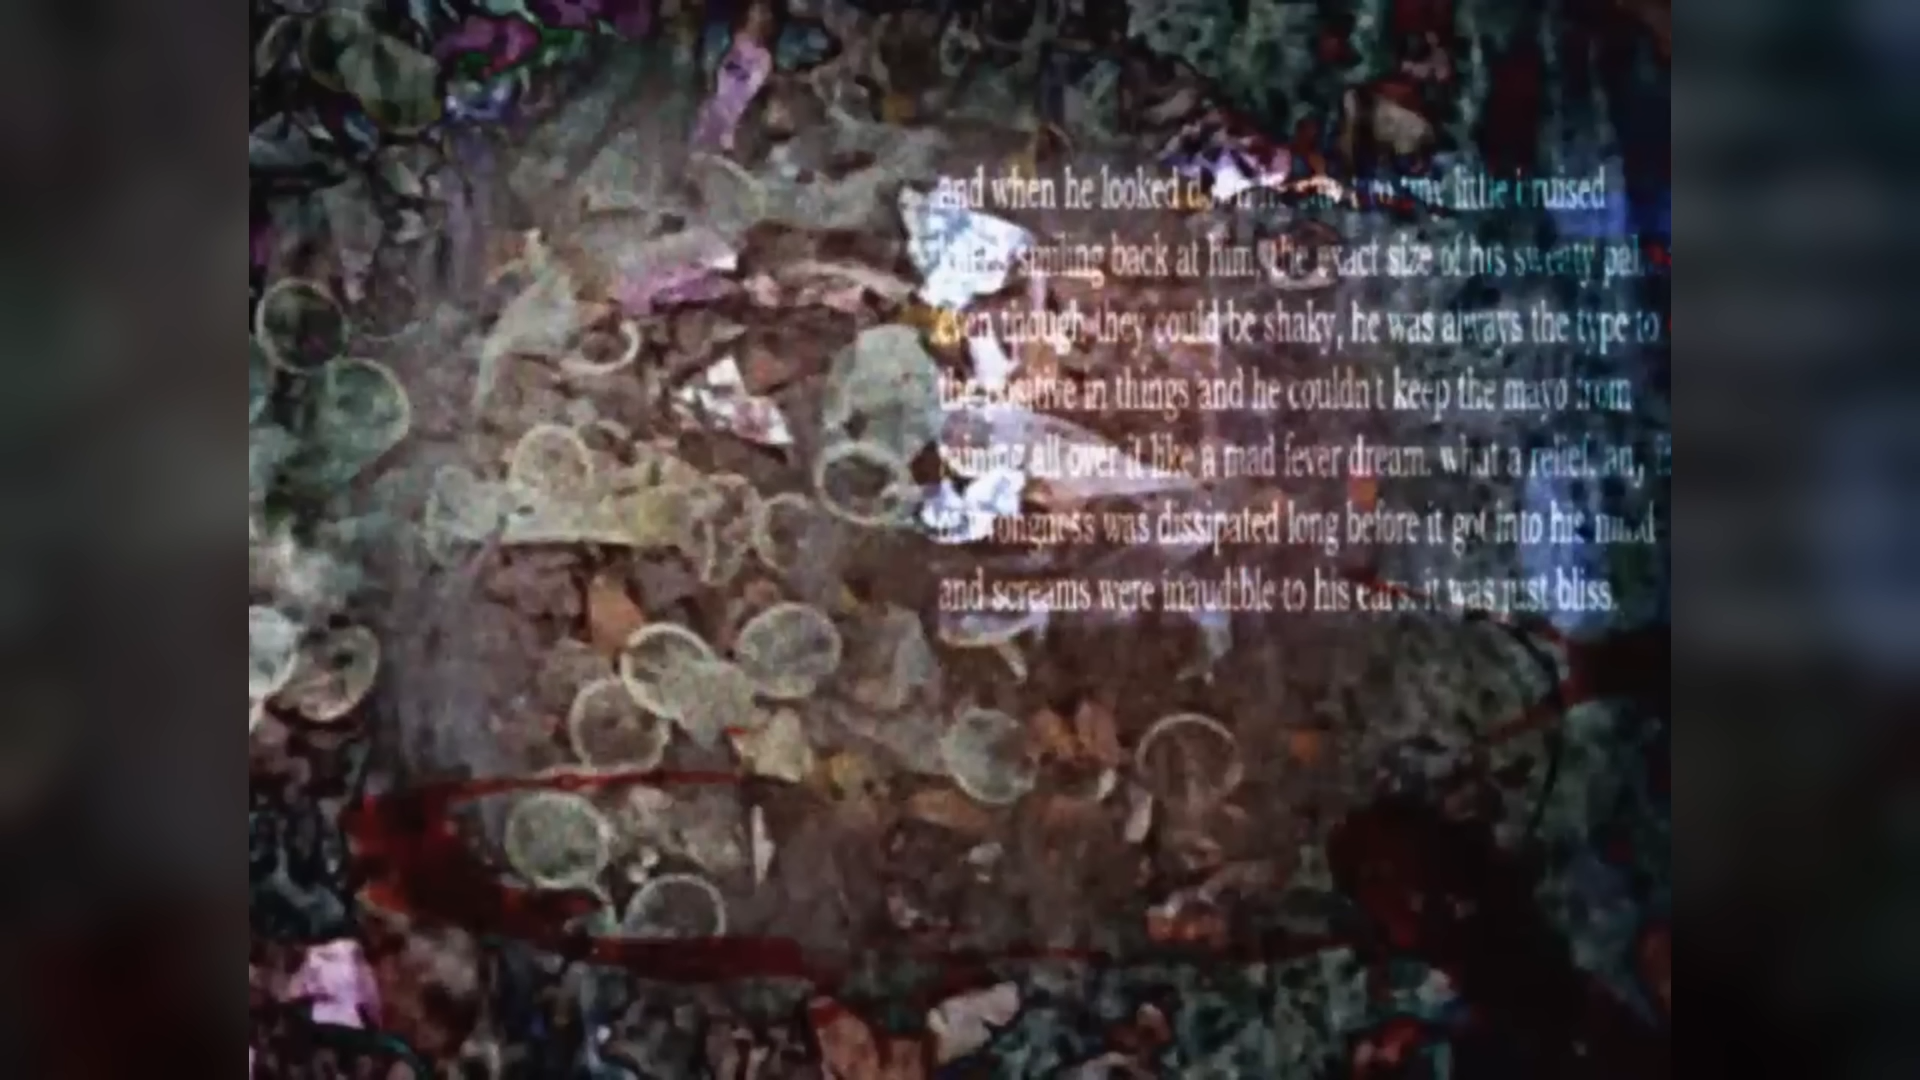 and when he looked little bruised
smiling back at him, the exact size of his sweaty
even though they could be shaky, he was always the type to
the positive in things and he couldn't keep the mayo from
all over it like a mad fever dream. what a relief,
wrongness was dissipated long before it got into his
and screams were inaudible to his ears. it was just bliss.